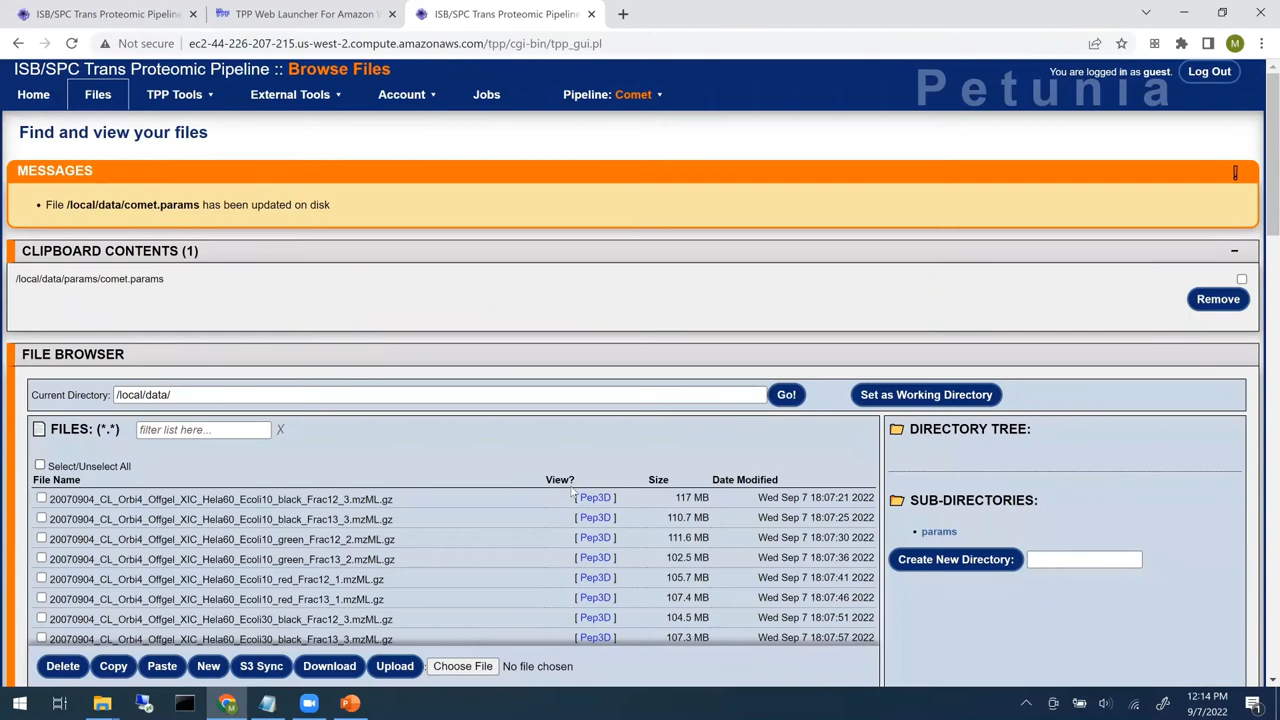 ISB/SPC Trans Proteomic Pipeline
TPP Web Launcher For Amazon
ISB/SPC Trans Proteomic Pipeline
Not secure
ec2-44-226-207-215.us-west-2.compute.amazonaws.com/tpp/cgi-bin/tpp_gui.pl
M
ISB/SPC Trans Proteomic Pipeline :: Browse Files
Petunia
You are logged in as guest.
Log Out
Home
Files
TPP Tools
External Tools
Account
Jobs
Pipeline: Comet
Find and view your files
MESSAGES
!
• File /local/data/comet.params has been updated on disk
CLIPBOARD CONTENTS (1)
−
/local/data/params/comet.params
Remove
FILE BROWSER
Current Directory: /local/data/
Go!
Set as Working Directory
FILES: (*.*)
filter list here...
X
Select/Unselect All
File Name View? Size Date Modified
20070904_CL_Orbi4_Offgel_XIC_Hela60_Ecoli10_black_Frac12_3.mzML.gz [ Pep3D ] 117 MB Wed Sep 7 18:07:21 2022
20070904_CL_Orbi4_Offgel_XIC_Hela60_Ecoli10_black_Frac13_3.mzML.gz [ Pep3D ] 110.7 MB Wed Sep 7 18:07:25 2022
20070904_CL_Orbi4_Offgel_XIC_Hela60_Ecoli10_green_Frac12_2.mzML.gz [ Pep3D ] 111.6 MB Wed Sep 7 18:07:30 2022
20070904_CL_Orbi4_Offgel_XIC_Hela60_Ecoli10_green_Frac13_2.mzML.gz [ Pep3D ] 102.5 MB Wed Sep 7 18:07:36 2022
20070904_CL_Orbi4_Offgel_XIC_Hela60_Ecoli10_red_Frac12_1.mzML.gz [ Pep3D ] 105.7 MB Wed Sep 7 18:07:41 2022
20070904_CL_Orbi4_Offgel_XIC_Hela60_Ecoli10_red_Frac13_1.mzML.gz [ Pep3D ] 107.4 MB Wed Sep 7 18:07:46 2022
20070904_CL_Orbi4_Offgel_XIC_Hela60_Ecoli30_black_Frac12_3.mzML.gz [ Pep3D ] 104.5 MB Wed Sep 7 18:07:51 2022
20070904_CL_Orbi4_Offgel_XIC_Hela60_Ecoli30_black_Frac13_3.mzML.gz [ Pep3D ] 107.3 MB Wed Sep 7 18:07:57 2022
Delete
Copy
Paste
New
S3 Sync
Download
Upload
Choose File
No file chosen
DIRECTORY TREE:
SUB-DIRECTORIES:
• params
Create New Directory:
12:14 PM
9/7/2022
1